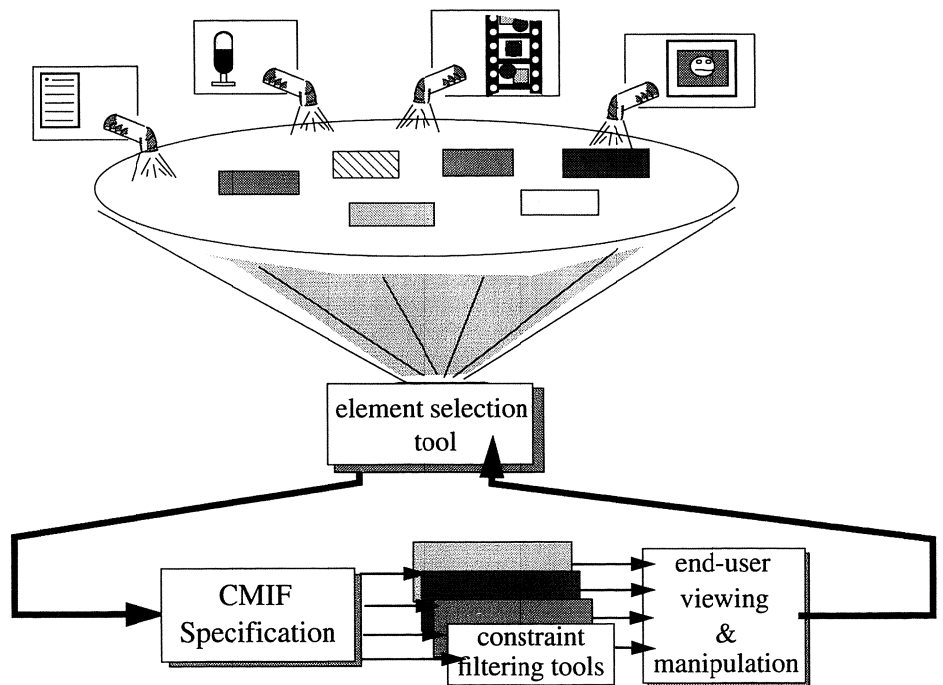 element selection
tool
CMIF
Specification
constraint
filtering tools
end-user
viewing
&
manipulation